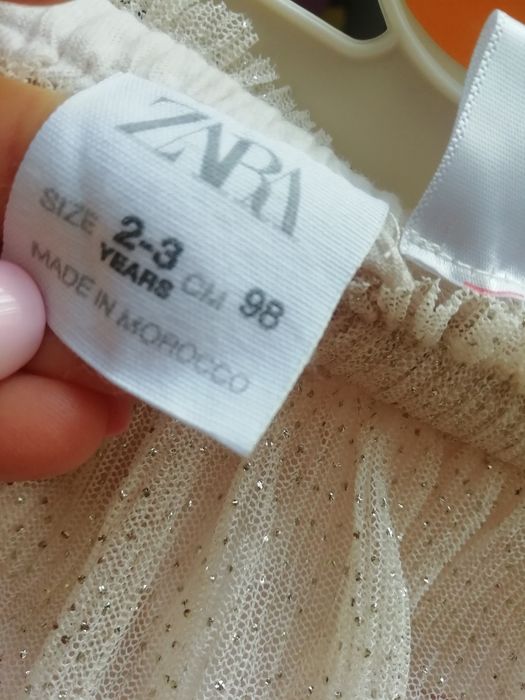 ZARA
SIZE 2-3 YEARS CM 98
MADE IN MOROCCO